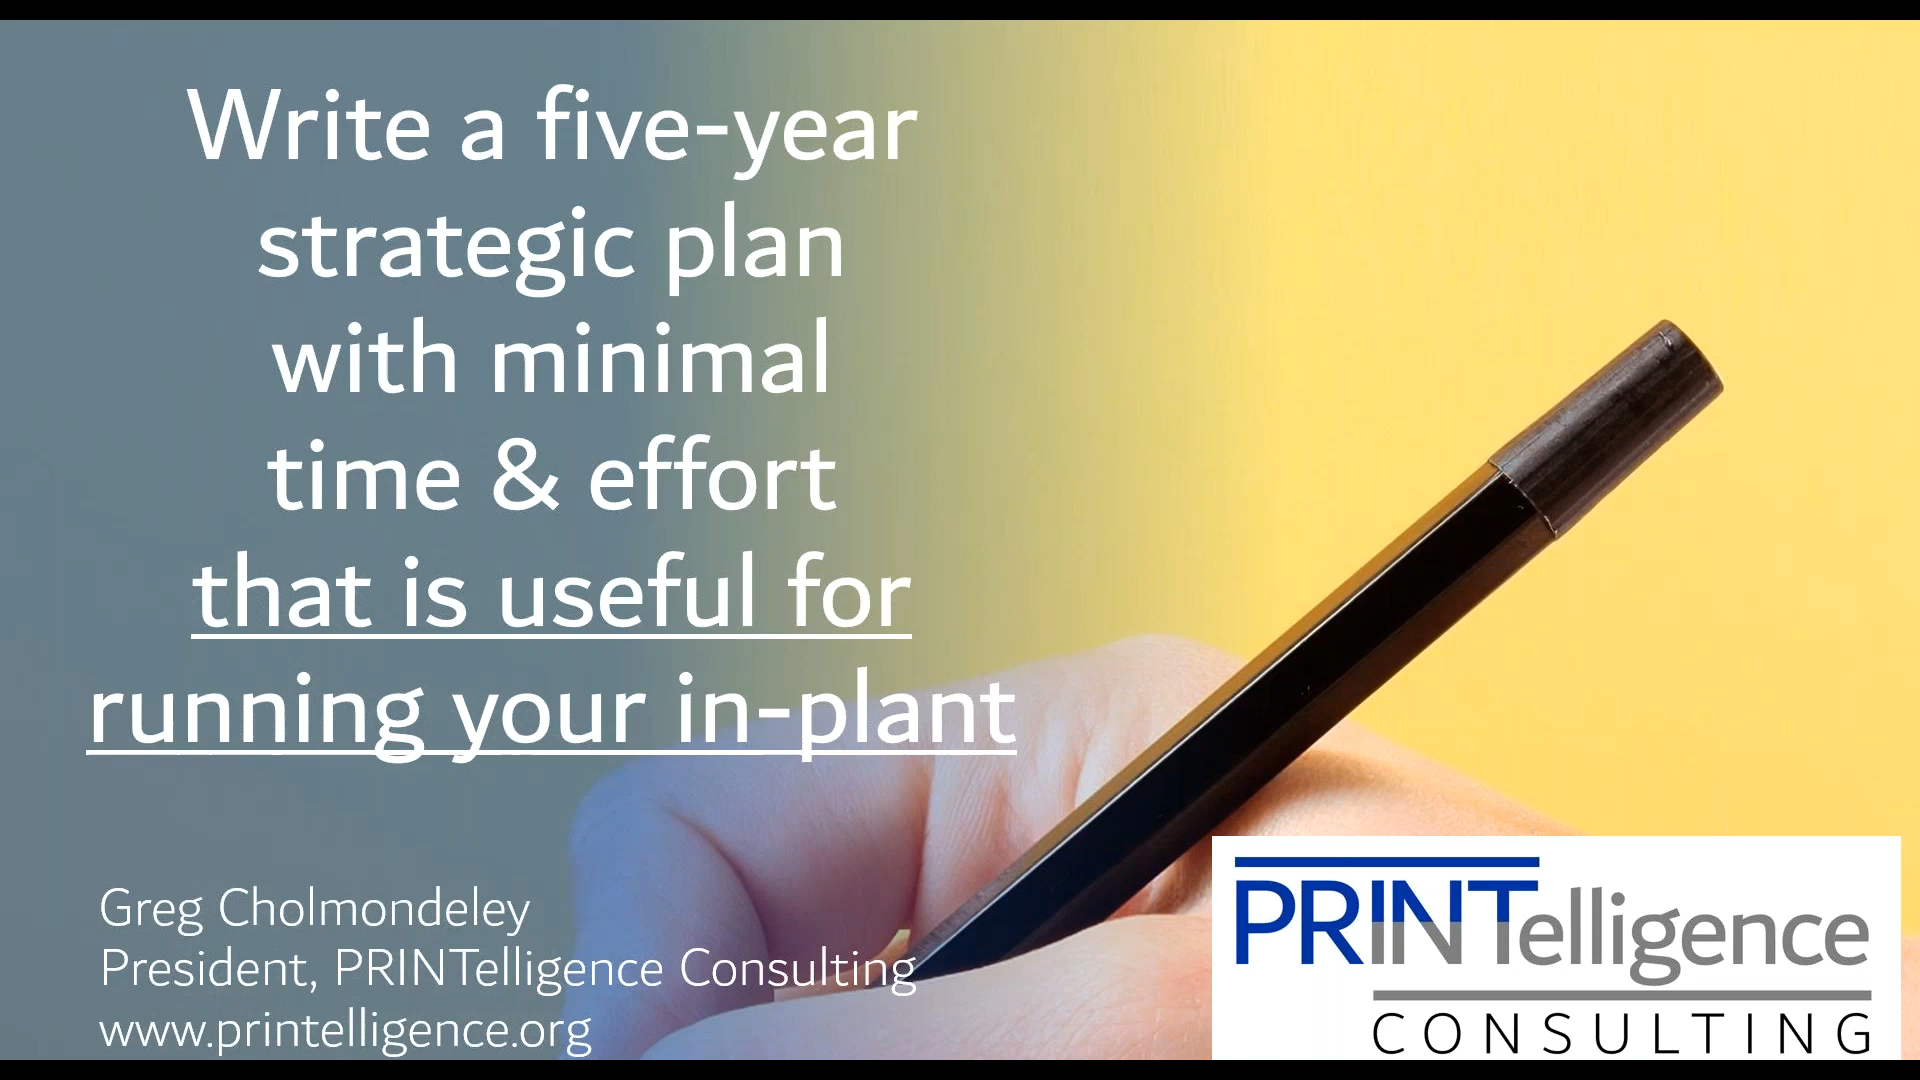 Write a five-year
strategic plan
with minimal
time & effort
that is useful for
running your in-plant
Greg Cholmondeley
President, PRINTelligence Consulting
www.printelligence.org
PRINTelligence
CONSULTING